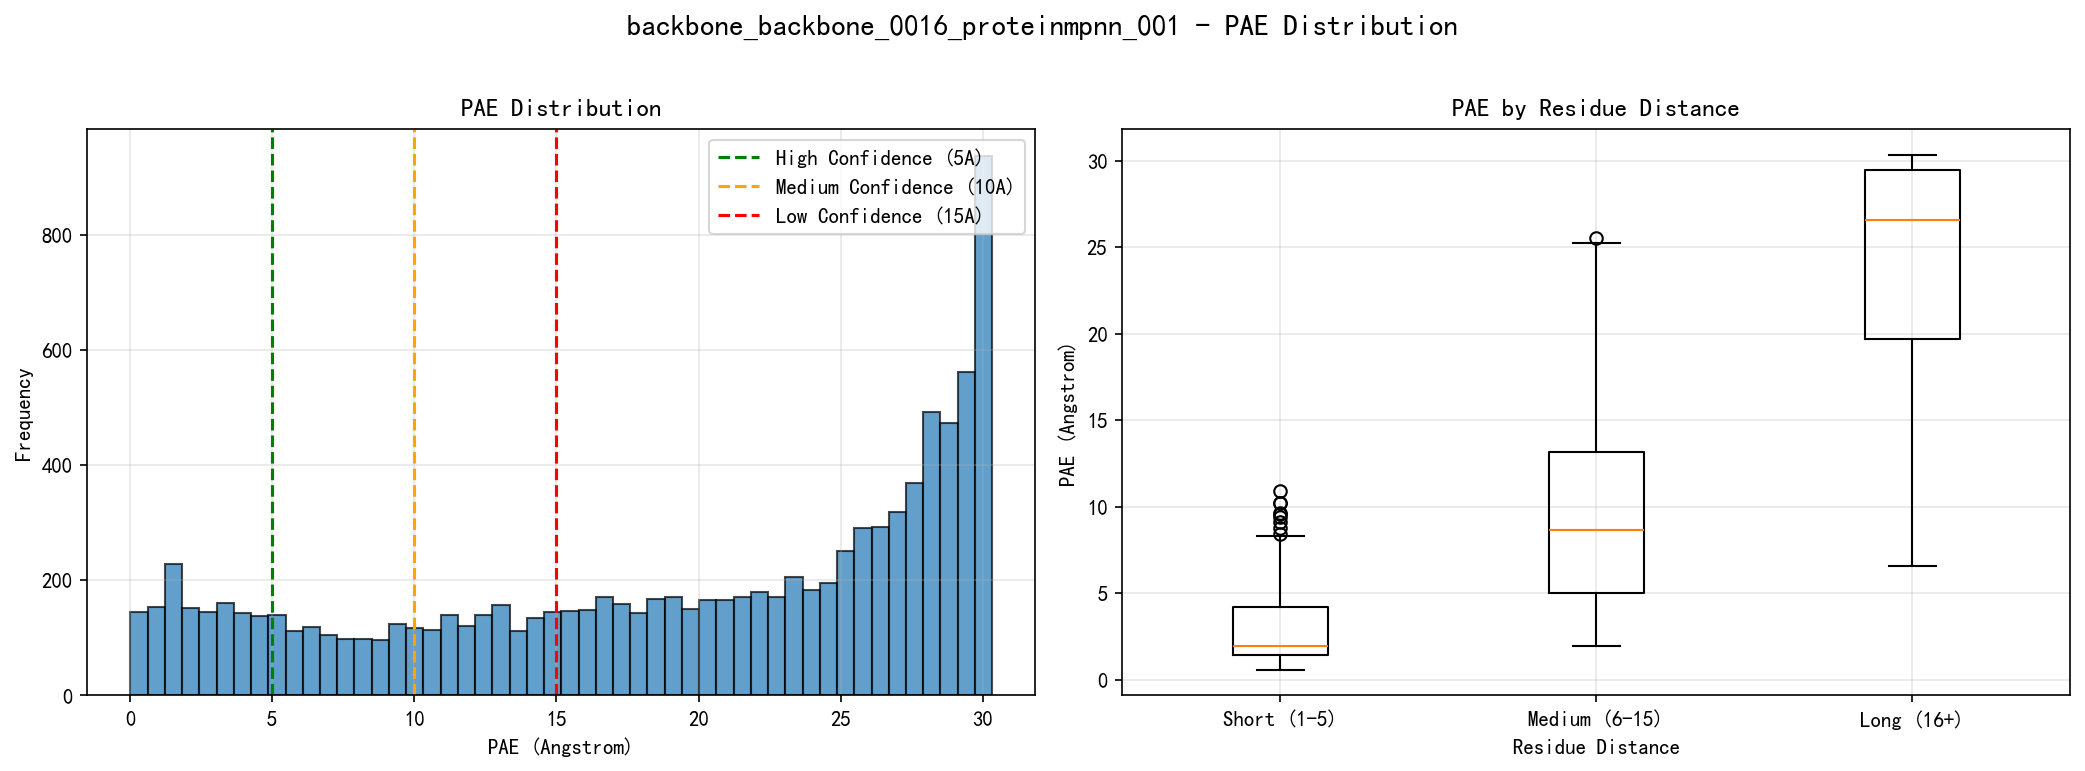 backbone_backbone_0016_proteinmpnn_001 - PAE Distribution
PAE Distribution
High Confidence (5A)
Medium Confidence (10A)
Low Confidence (15A)
Frequency
0
200
400
600
800
0 5 10 15 20 25 30
PAE (Angstrom)
PAE by Residue Distance
PAE (Angstrom)
30
25
20
15
10
5
0
Short (1-5) Medium (6-15) Long (16+)
Residue Distance